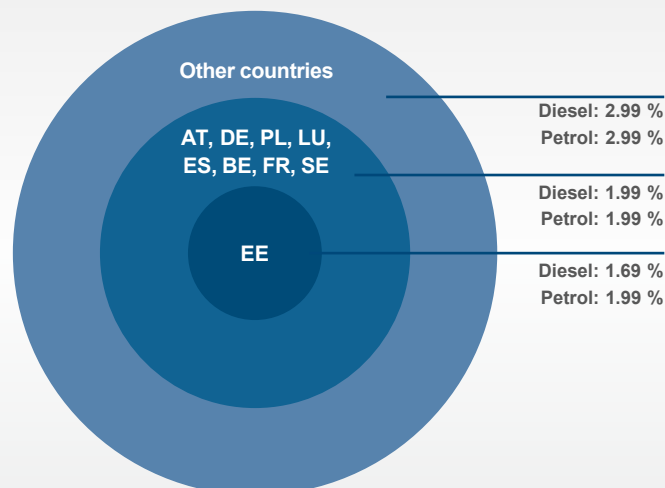 Other countries
Diesel: 2.99 %
Petrol: 2.99 %
AT, DE, PL, LU,
ES, BE, FR, SE
Diesel: 1.99 %
Petrol: 1.99 %
EE
Diesel: 1.69 %
Petrol: 1.99 %